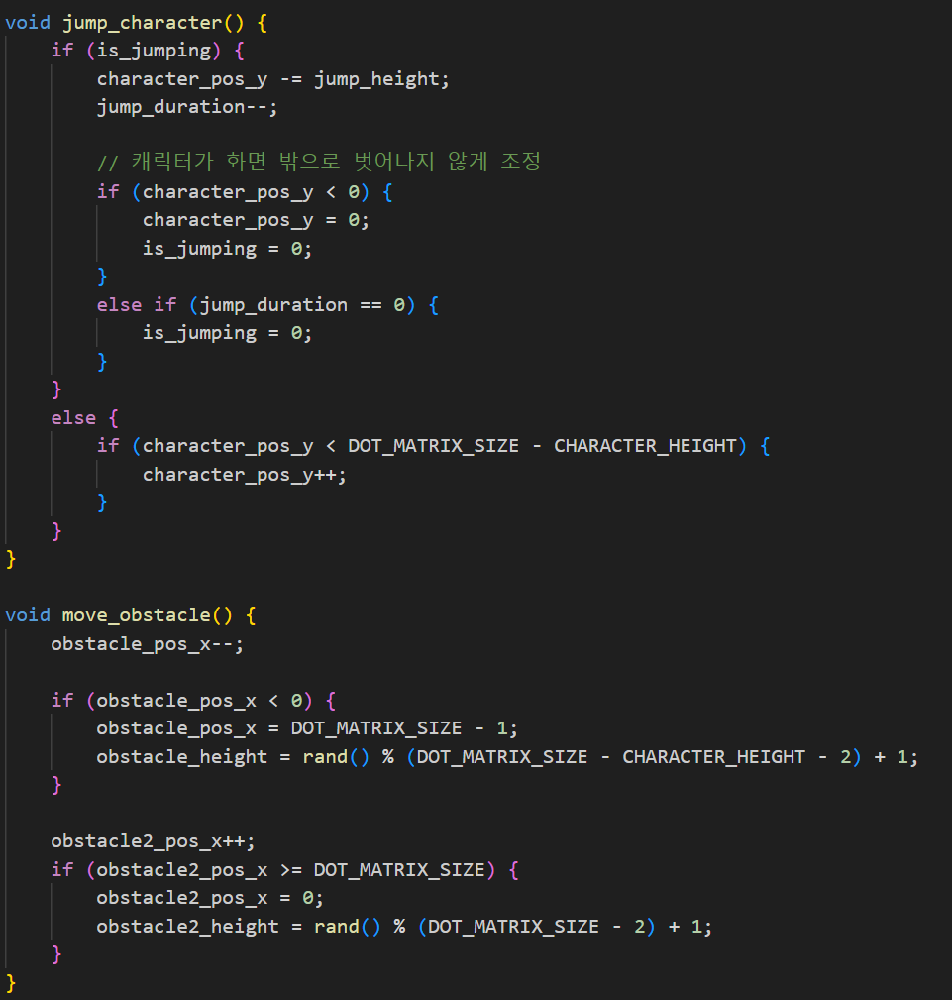 void jump_character() {
    if (is_jumping) {
        character_pos_y -= jump_height;
        jump_duration--;

        // 캐릭터가 화면 밖으로 벗어나지 않게 조정
        if (character_pos_y < 0) {
            character_pos_y = 0;
            is_jumping = 0;
        }
        else if (jump_duration == 0) {
            is_jumping = 0;
        }
    }
    else {
        if (character_pos_y < DOT_MATRIX_SIZE - CHARACTER_HEIGHT) {
            character_pos_y++;
        }
    }
}

void move_obstacle() {
    obstacle_pos_x--;

    if (obstacle_pos_x < 0) {
        obstacle_pos_x = DOT_MATRIX_SIZE - 1;
        obstacle_height = rand() % (DOT_MATRIX_SIZE - CHARACTER_HEIGHT - 2) + 1;
    }

    obstacle2_pos_x++;
    if (obstacle2_pos_x >= DOT_MATRIX_SIZE) {
        obstacle2_pos_x = 0;
        obstacle2_height = rand() % (DOT_MATRIX_SIZE - 2) + 1;
    }
}